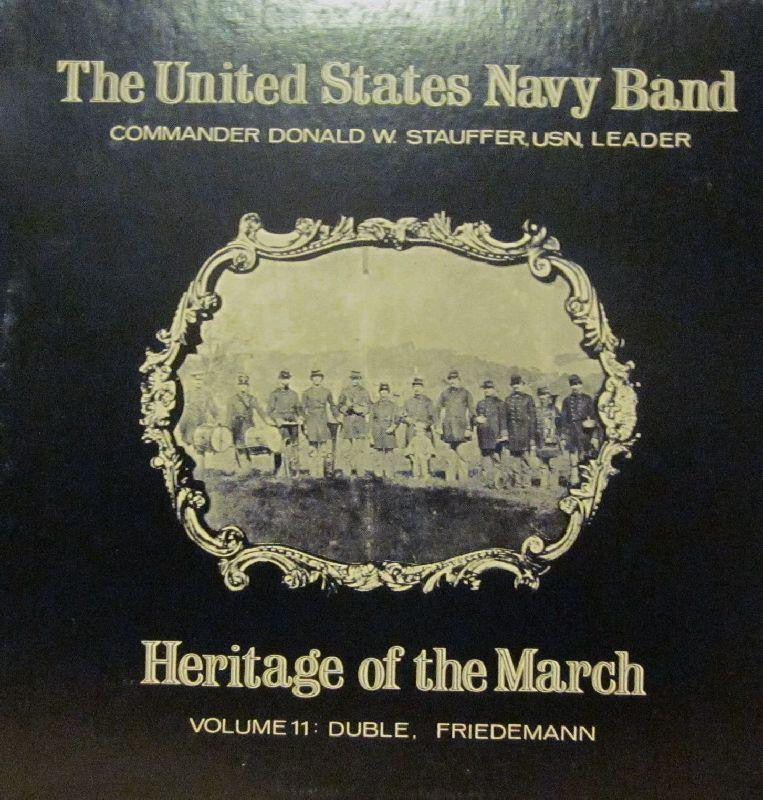 The United States Navy Band
COMMANDER DONALD W. STAUFFER, USN, LEADER
Heritage of the March
VOLUME 11: DUBLE, FRIEDEMANN